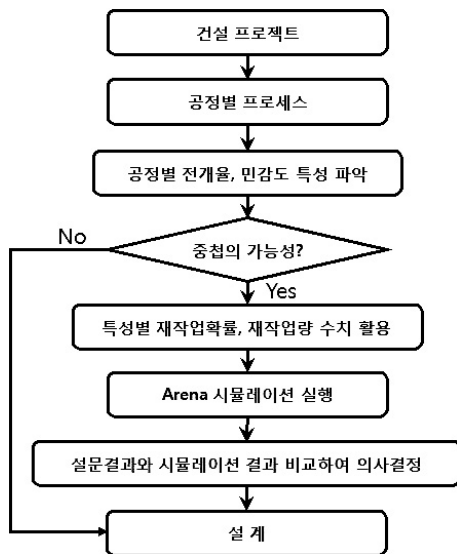 건설 프로젝트
공정별 프로세스
공정별 전개율, 민감도 특성 파악
중첩의 가능성?
No
Yes
특성별 재작업확률, 재작업량 수치 활용
Arena 시뮬레이션 실행
설문결과와 시뮬레이션 결과 비교하여 의사결정
설 계